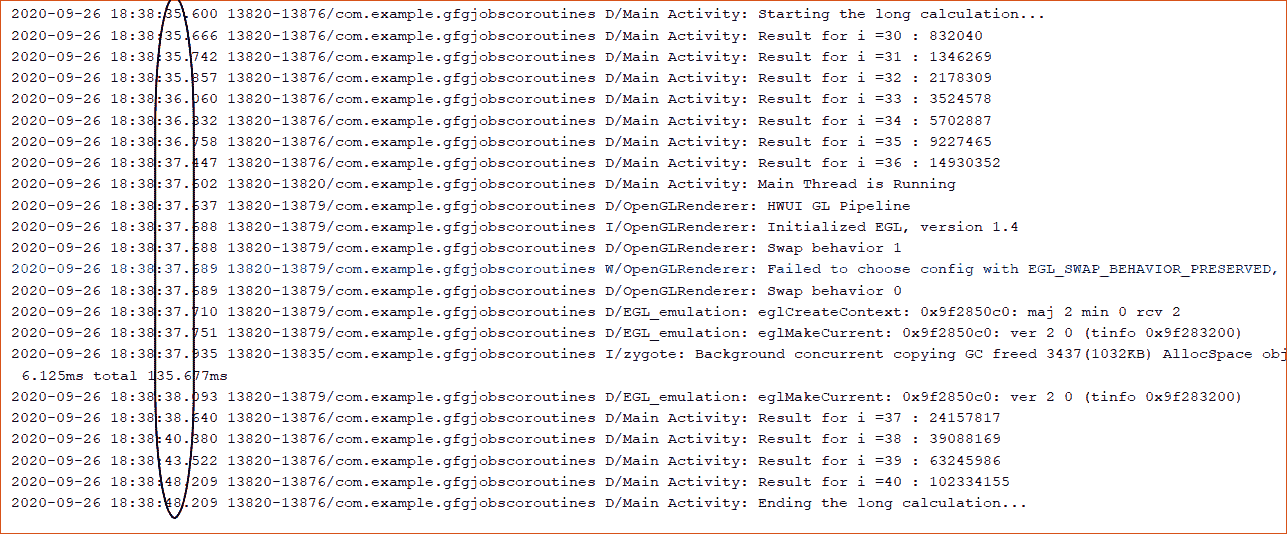 2020-09-26 18:38:35.600 13820-13876/com.example.gfgjobscoroutines D/Main Activity: Starting the long calculation...
2020-09-26 18:38:35.666 13820-13876/com.example.gfgjobscoroutines D/Main Activity: Result for i =30 : 832040
2020-09-26 18:38:35.742 13820-13876/com.example.gfgjobscoroutines D/Main Activity: Result for i =31 : 1346269
2020-09-26 18:38:35.857 13820-13876/com.example.gfgjobscoroutines D/Main Activity: Result for i =32 : 2178309
2020-09-26 18:38:36.060 13820-13876/com.example.gfgjobscoroutines D/Main Activity: Result for i =33 : 3524578
2020-09-26 18:38:36.332 13820-13876/com.example.gfgjobscoroutines D/Main Activity: Result for i =34 : 5702887
2020-09-26 18:38:36.758 13820-13876/com.example.gfgjobscoroutines D/Main Activity: Result for i =35 : 9227465
2020-09-26 18:38:37.447 13820-13876/com.example.gfgjobscoroutines D/Main Activity: Result for i =36 : 14930352
2020-09-26 18:38:37.602 13820-13820/com.example.gfgjobscoroutines D/Main Activity: Main Thread is Running
2020-09-26 18:38:37.637 13820-13879/com.example.gfgjobscoroutines D/OpenGLRenderer: HWUI GL Pipeline
2020-09-26 18:38:37.688 13820-13879/com.example.gfgjobscoroutines I/OpenGLRenderer: Initialized EGL, version 1.4
2020-09-26 18:38:37.688 13820-13879/com.example.gfgjobscoroutines D/OpenGLRenderer: Swap behavior 1
2020-09-26 18:38:37.689 13820-13879/com.example.gfgjobscoroutines W/OpenGLRenderer: Failed to choose config with EGL_SWAP_BEHAVIOR_PRESERVED,
2020-09-26 18:38:37.689 13820-13879/com.example.gfgjobscoroutines D/OpenGLRenderer: Swap behavior 0
2020-09-26 18:38:37.710 13820-13879/com.example.gfgjobscoroutines D/EGL_emulation: eglCreateContext: 0x9f2850c0: maj 2 min 0 rcv 2
2020-09-26 18:38:37.751 13820-13879/com.example.gfgjobscoroutines D/EGL_emulation: eglMakeCurrent: 0x9f2850c0: ver 2 0 (tinfo 0x9f283200)
2020-09-26 18:38:37.935 13820-13835/com.example.gfgjobscoroutines I/zygote: Background concurrent copying GC freed 3437(1032KB) AllocSpace obj
6.125ms total 135.677ms
2020-09-26 18:38:38.093 13820-13879/com.example.gfgjobscoroutines D/EGL_emulation: eglMakeCurrent: 0x9f2850c0: ver 2 0 (tinfo 0x9f283200)
2020-09-26 18:38:38.640 13820-13876/com.example.gfgjobscoroutines D/Main Activity: Result for i =37 : 24157817
2020-09-26 18:38:40.380 13820-13876/com.example.gfgjobscoroutines D/Main Activity: Result for i =38 : 39088169
2020-09-26 18:38:43.522 13820-13876/com.example.gfgjobscoroutines D/Main Activity: Result for i =39 : 63245986
2020-09-26 18:38:48.209 13820-13876/com.example.gfgjobscoroutines D/Main Activity: Result for i =40 : 102334155
2020-09-26 18:38:48.209 13820-13876/com.example.gfgjobscoroutines D/Main Activity: Ending the long calculation...